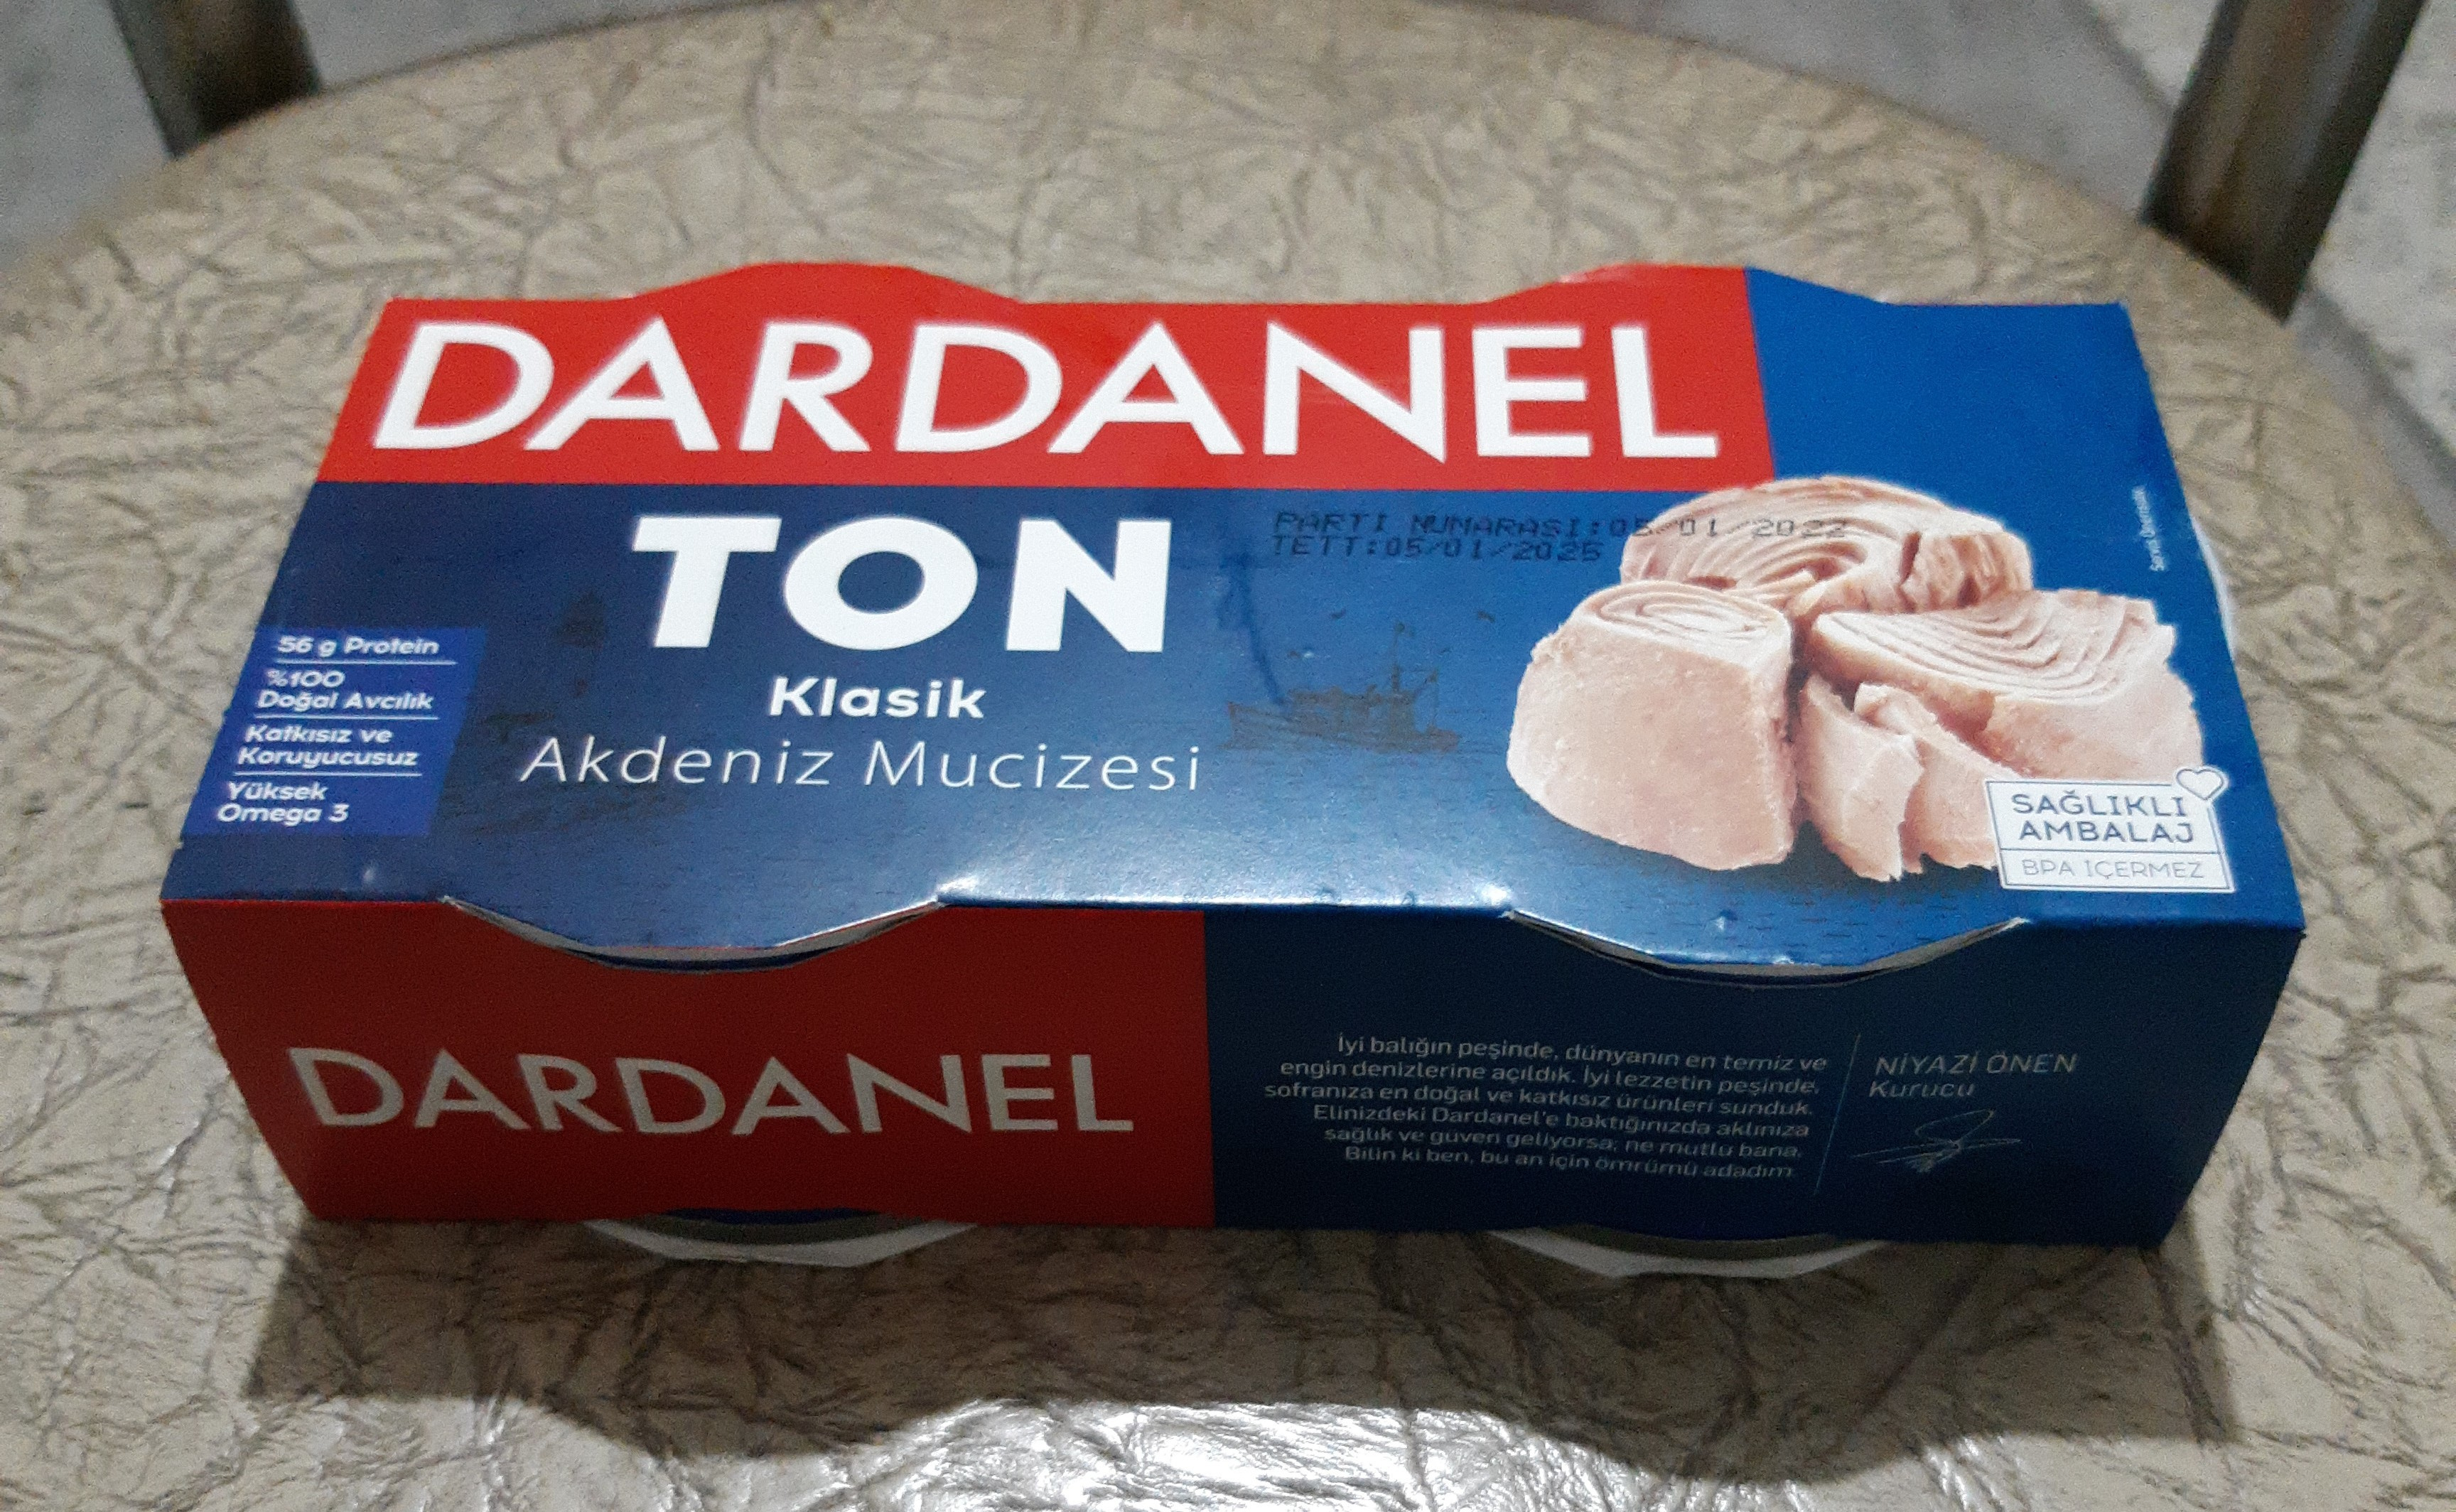 DARDANEL
TON
PARTI NUMARASI:05/01/2022
TETT:05/01/2025
Klasik
Akdeniz Mucizesi
56 g Protein
%100
Doğal Avcılık
Katkısız ve
Koruyucusuz
Yüksek
Omega 3
SAĞLIKLI
AMBALAJ
BPA İÇERMEZ
DARDANEL
İyi balığın peşinde, dünyanın en temiz ve
engin denizlerine açıldık. İyi lezzetin peşinde,
sofranıza en doğal ve katkısız ürünleri sunduk.
Elinizdeki Dardanel'e baktığınızda aklınıza
sağlık ve güven geliyorsa, ne mutlu bana.
Bilin ki ben, bu an için ömrümü adadım
NİYAZİ ÖNEN
Kurucu